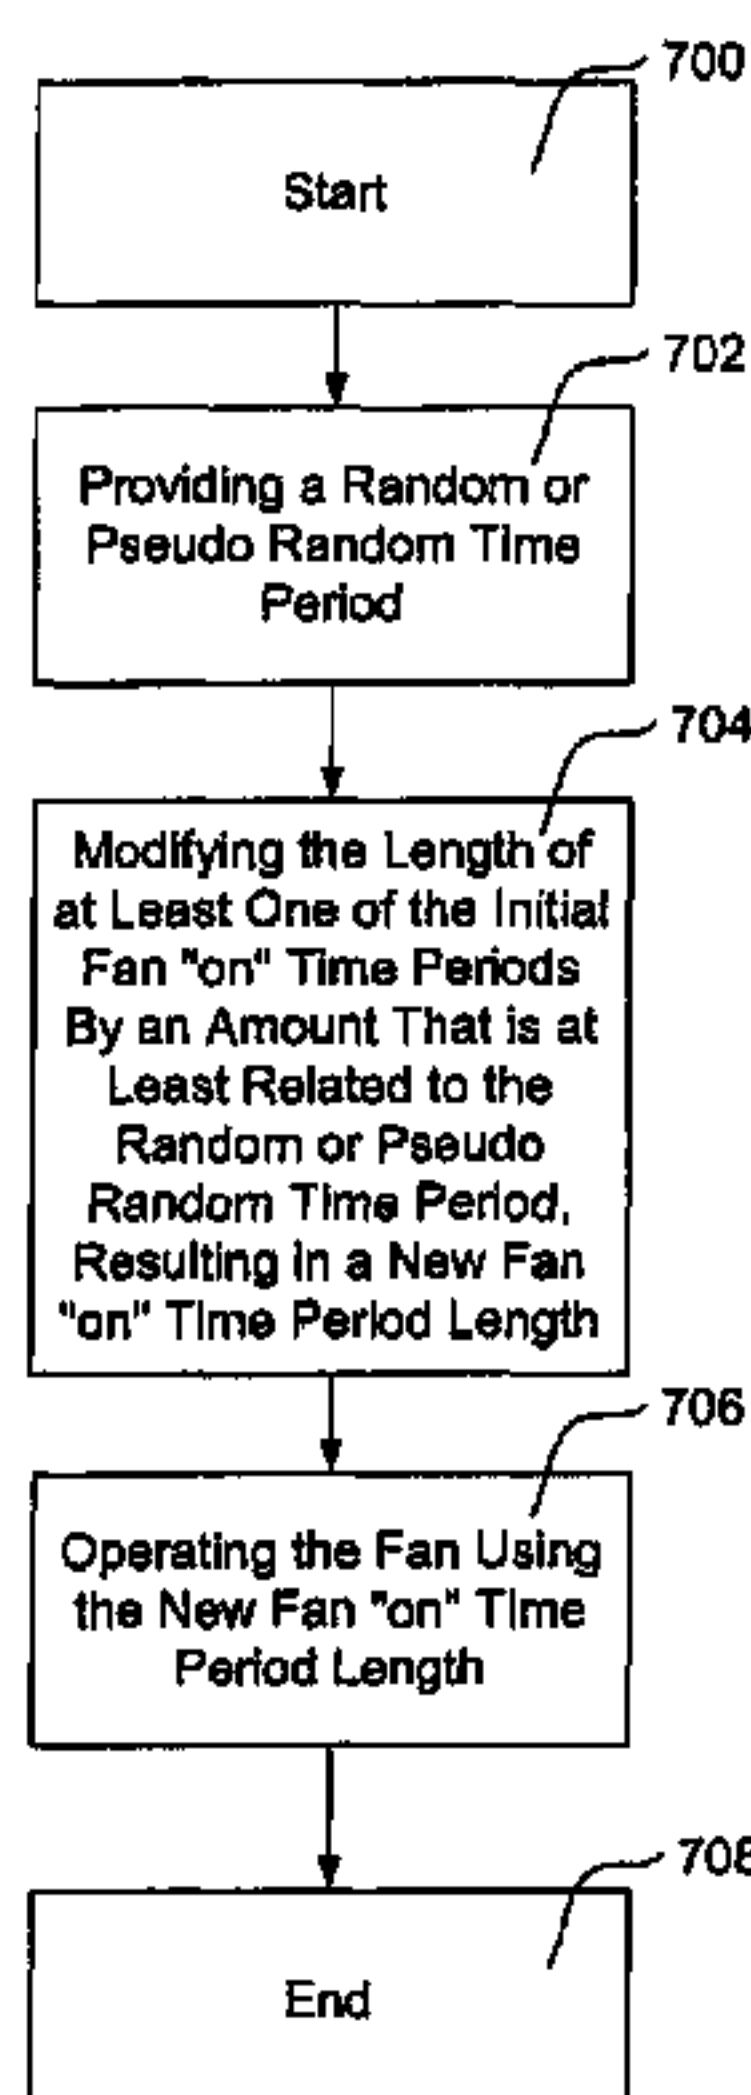 700
Start
702
Providing a Random or
Pseudo Random Time
Period
704
Modifying the Length of
at Least One of the Initial
Fan "on" Time Periods
By an Amount That is at
Least Related to the
Random or Pseudo
Random Time Period,
Resulting in a New Fan
"on" Time Period Length
706
Operating the Fan Using
the New Fan "on" Time
Period Length
708
End